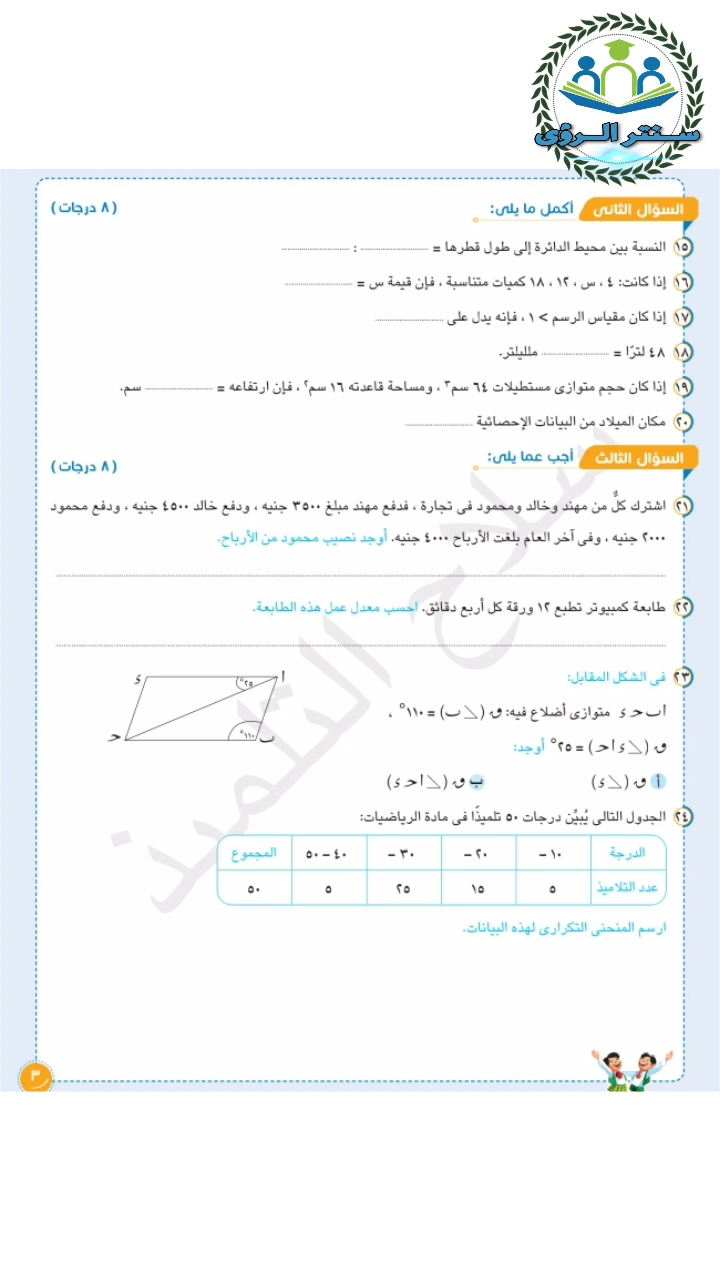 سـنتر الـرؤى
السؤال الثانى أكمل ما يلى: (٨ درجات)
١٥ النسبة بين محيط الدائرة إلى طول قطرها = ............ : ............
١٦ إذا كانت: ٤ ، س ، ١٢ ، ١٨ كميات متناسبة ، فإن قيمة س = ............
١٧ إذا كان مقياس الرسم > ١ ، فإنه يدل على ............
١٨ ٤٨ لترًا = ............ ملليلتر.
١٩ إذا كان حجم متوازى مستطيلات ٦٤ سم٣ ، ومساحة قاعدته ١٦ سم٢ ، فإن ارتفاعه = ............ سم.
٢٠ مكان الميلاد من البيانات الإحصائية ............
السؤال الثالث أجب عما يلى: (٨ درجات)
٢١ اشترك كلٌّ من مهند وخالد ومحمود فى تجارة ، فدفع مهند مبلغ ٣٥٠٠ جنيه ، ودفع خالد ٤٥٠٠ جنيه ، ودفع محمود
٢٠٠٠ جنيه ، وفى آخر العام بلغت الأرباح ٤٠٠٠ جنيه. أوجد نصيب محمود من الأرباح.
٢٢ طابعة كمبيوتر تطبع ١٢ ورقة كل أربع دقائق. احسب معدل عمل هذه الطابعة.
٢٣ فى الشكل المقابل:
ا ب حـ ء متوازى أضلاع فيه: ق (∠ ب) = ١١٠° ،
ق (∠ ء ا حـ) = ٢٥° أوجد:
أ ق (∠ ء) ب ق (∠ ا حـ ء)
ا ء
٢٥°
١١٠°
ب حـ
٢٤ الجدول التالى يُبيِّن درجات ٥٠ تلميذًا فى مادة الرياضيات:
الدرجة ١٠ – ٢٠ – ٣٠ – ٤٠ – ٥٠ المجموع
عدد التلاميذ ٥ ١٥ ٢٥ ٥ ٥٠
ارسم المنحنى التكرارى لهذه البيانات.
سلاح التلميذ
٣